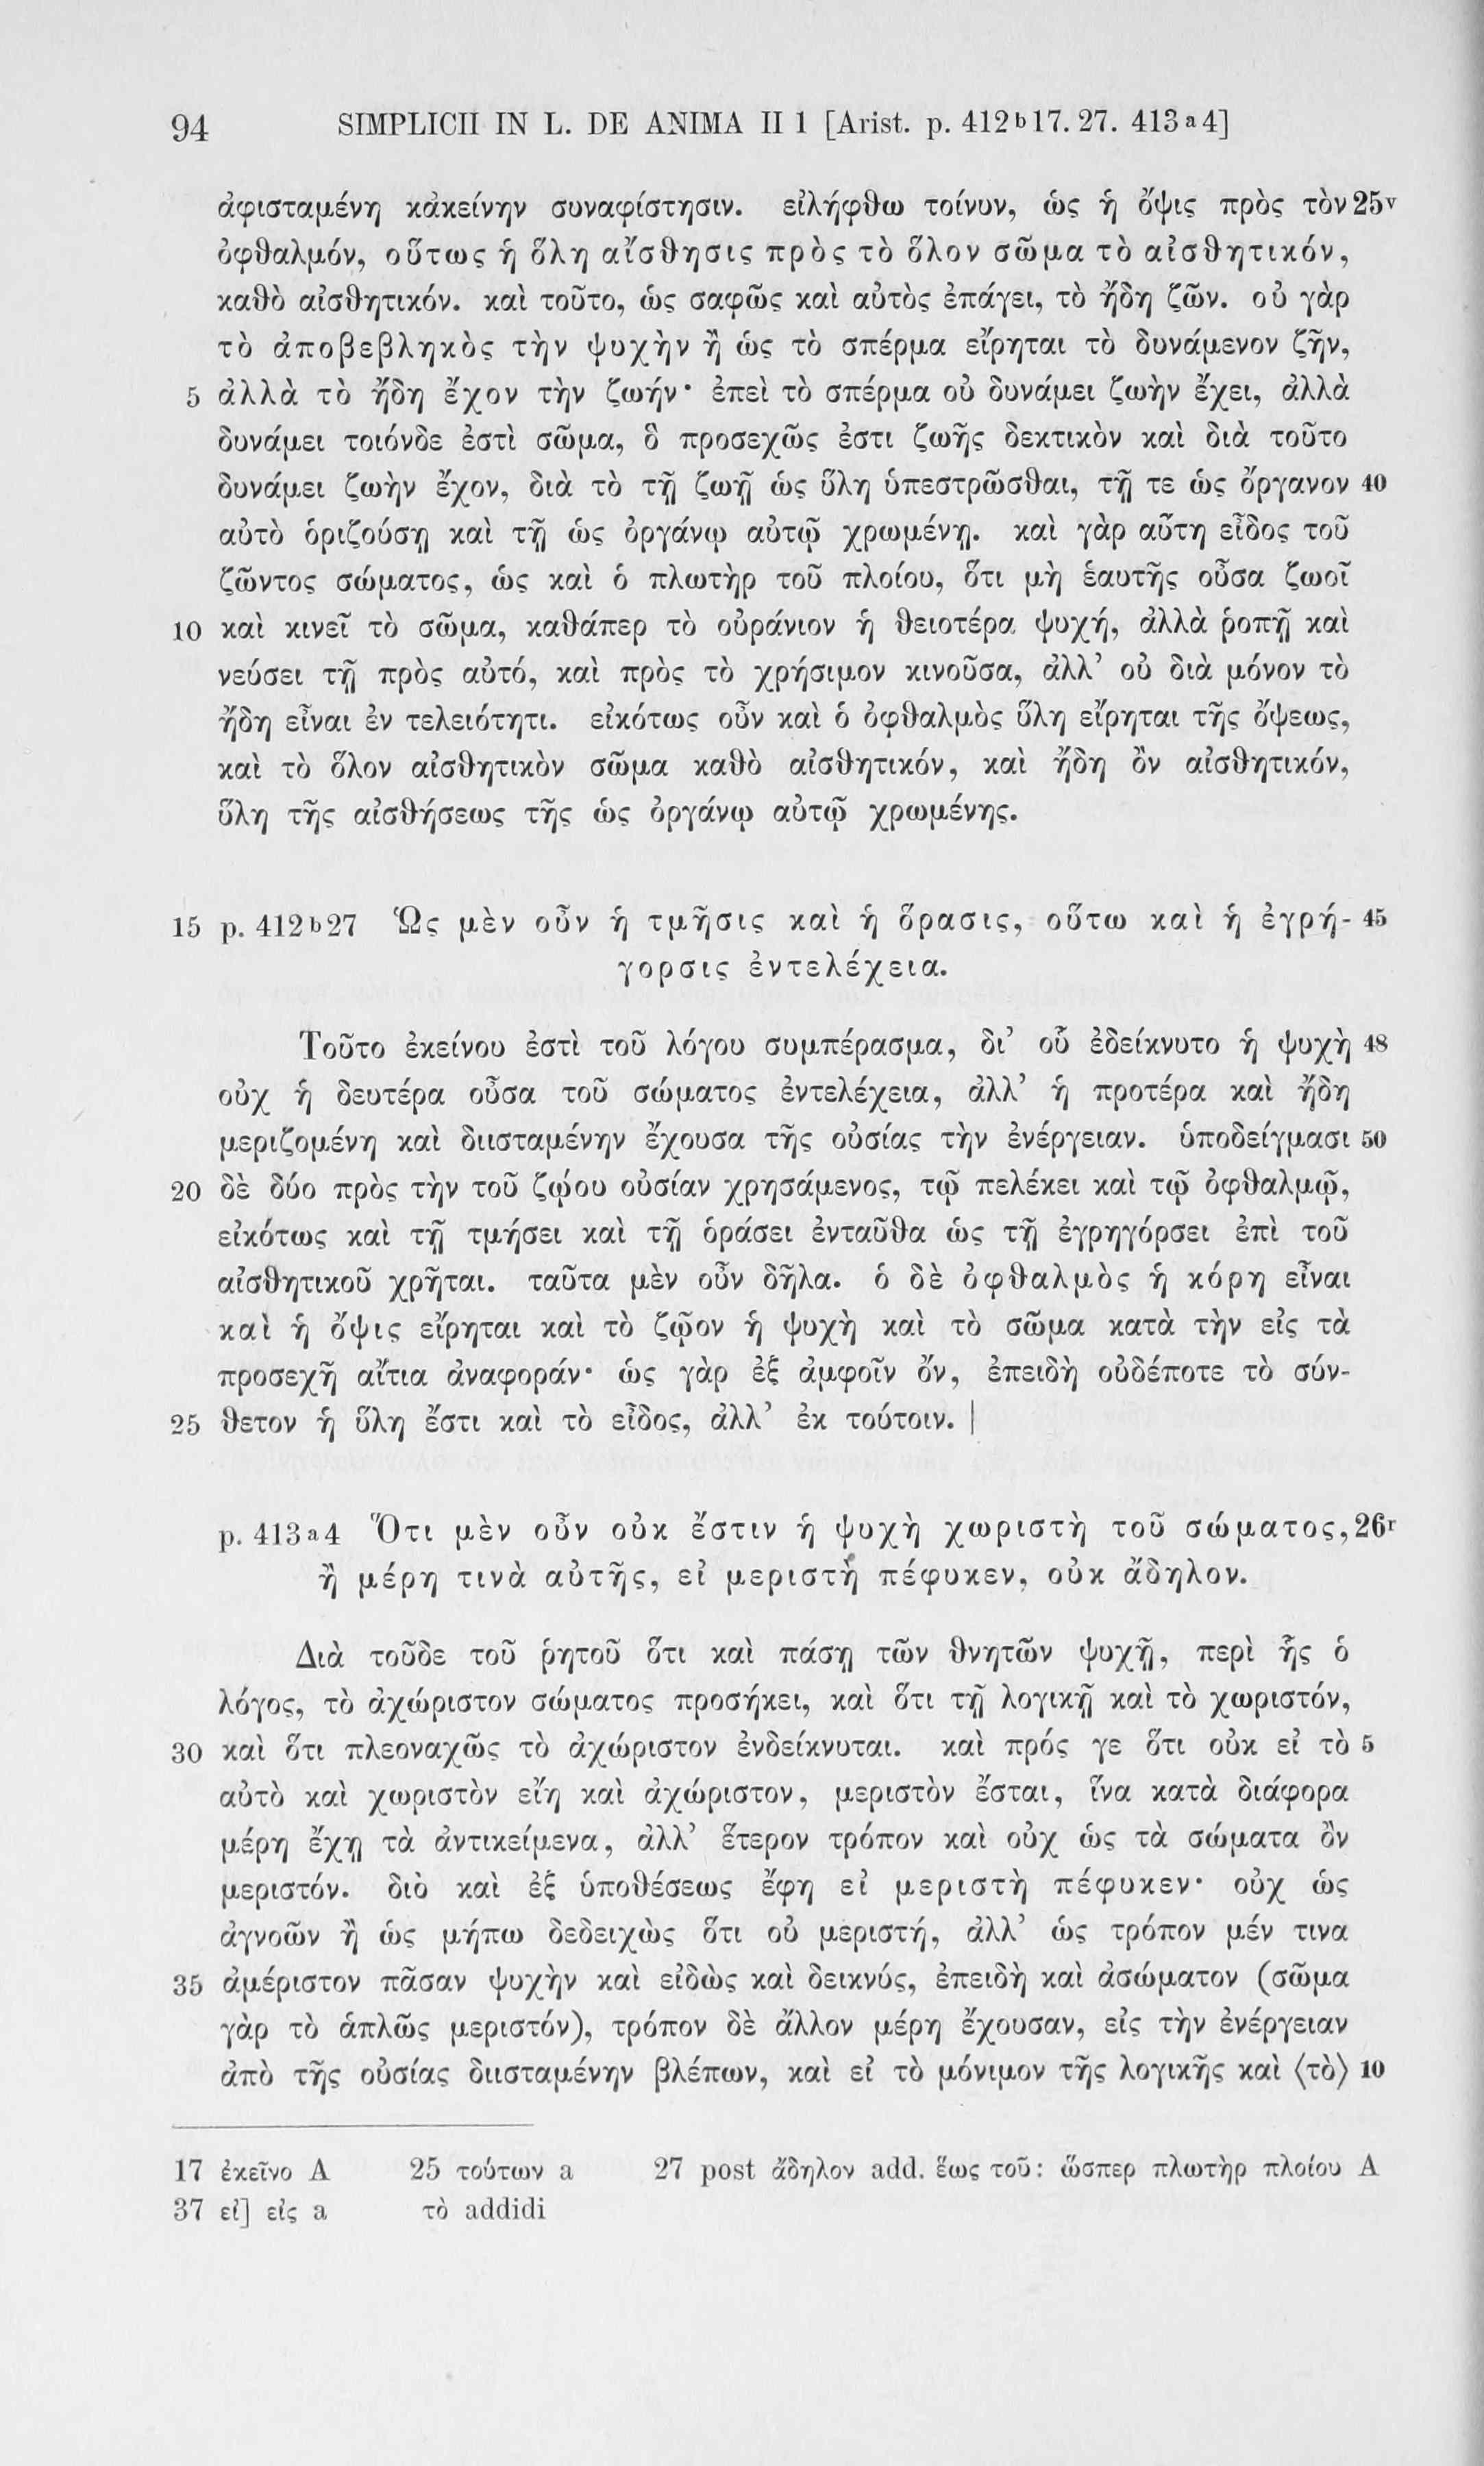 94 SIMPLICII IN L. DE ANIMA II 1 [Arist. p. 412 b 17. 27. 413 a 4]
ἀφισταμένη κἀκείνην συναφίστησιν. εἰλήφθω τοίνυν, ὡς ἡ ὄψις πρὸς τὸν 25v
ὀφθαλμόν, οὕτως ἡ ὅλη αἴσθησις πρὸς τὸ ὅλον σῶμα τὸ αἰσθητικόν,
καθὸ αἰσθητικόν. καὶ τοῦτο, ὡς σαφῶς καὶ αὐτὸς ἐπάγει, τὸ ἤδη ζῶν. οὐ γὰρ
τὸ ἀποβεβληκὸς τὴν ψυχὴν ἢ ὡς τὸ σπέρμα εἴρηται τὸ δυνάμενον ζῆν,
5 ἀλλὰ τὸ ἤδη ἔχον τὴν ζωήν· ἐπεὶ τὸ σπέρμα οὐ δυνάμει ζωὴν ἔχει, ἀλλὰ
δυνάμει τοιόνδε ἐστὶ σῶμα, ὃ προσεχῶς ἐστι ζωῆς δεκτικὸν καὶ διὰ τοῦτο
δυνάμει ζωὴν ἔχον, διὰ τὸ τῇ ζωῇ ὡς ὕλη ὑπεστρῶσθαι, τῇ τε ὡς ὄργανον 40
αὐτὸ ὁριζούσῃ καὶ τῇ ὡς ὀργάνῳ αὐτῷ χρωμένῃ. καὶ γὰρ αὕτη εἶδος τοῦ
ζῶντος σώματος, ὡς καὶ ὁ πλωτὴρ τοῦ πλοίου, ὅτι μὴ ἑαυτῆς οὖσα ζωοῖ
10 καὶ κινεῖ τὸ σῶμα, καθάπερ τὸ οὐράνιον ἡ θειοτέρα ψυχή, ἀλλὰ ῥοπῇ καὶ
νεύσει τῇ πρὸς αὐτό, καὶ πρὸς τὸ χρήσιμον κινοῦσα, ἀλλ' οὐ διὰ μόνον τὸ
ἤδη εἶναι ἐν τελειότητι. εἰκότως οὖν καὶ ὁ ὀφθαλμὸς ὕλη εἴρηται τῆς ὄψεως,
καὶ τὸ ὅλον αἰσθητικὸν σῶμα καθὸ αἰσθητικόν, καὶ ἤδη ὂν αἰσθητικόν,
ὕλη τῆς αἰσθήσεως τῆς ὡς ὀργάνῳ αὐτῷ χρωμένης.
15 p. 412 b 27 Ὡς μὲν οὖν ἡ τμῆσις καὶ ἡ ὅρασις, οὕτω καὶ ἡ ἐγρή- 45
γορσις ἐντελέχεια.
Τοῦτο ἐκείνου ἐστὶ τοῦ λόγου συμπέρασμα, δι' οὗ ἐδείκνυτο ἡ ψυχὴ 48
οὐχ ἡ δευτέρα οὖσα τοῦ σώματος ἐντελέχεια, ἀλλ' ἡ προτέρα καὶ ἤδη
μεριζομένη καὶ διισταμένην ἔχουσα τῆς οὐσίας τὴν ἐνέργειαν. ὑποδείγμασι 50
20 δὲ δύο πρὸς τὴν τοῦ ζῴου οὐσίαν χρησάμενος, τῷ πελέκει καὶ τῷ ὀφθαλμῷ,
εἰκότως καὶ τῇ τμήσει καὶ τῇ ὁράσει ἐνταῦθα ὡς τῇ ἐγρηγόρσει ἐπὶ τοῦ
αἰσθητικοῦ χρῆται. ταῦτα μὲν οὖν δῆλα. ὁ δὲ ὀφθαλμὸς ἡ κόρη εἶναι
καὶ ἡ ὄψις εἴρηται καὶ τὸ ζῷον ἡ ψυχὴ καὶ τὸ σῶμα κατὰ τὴν εἰς τὰ
προσεχῆ αἴτια ἀναφοράν· ὡς γὰρ ἐξ ἀμφοῖν ὄν, ἐπειδὴ οὐδέποτε τὸ σύν-
25 θετον ἡ ὕλη ἔστι καὶ τὸ εἶδος, ἀλλ' ἐκ τούτοιν. |
p. 413 a 4 Ὅτι μὲν οὖν οὐκ ἔστιν ἡ ψυχὴ χωριστὴ τοῦ σώματος, 26r
ἢ μέρη τινὰ αὐτῆς, εἰ μεριστὴ πέφυκεν, οὐκ ἄδηλον.
Διὰ τοῦδε τοῦ ῥητοῦ ὅτι καὶ πάσῃ τῶν θνητῶν ψυχῇ, περὶ ἧς ὁ
λόγος, τὸ ἀχώριστον σώματος προσήκει, καὶ ὅτι τῇ λογικῇ καὶ τὸ χωριστόν,
30 καὶ ὅτι πλεοναχῶς τὸ ἀχώριστον ἐνδείκνυται. καὶ πρός γε ὅτι οὐκ εἰ τὸ 5
αὐτὸ καὶ χωριστὸν εἴη καὶ ἀχώριστον, μεριστὸν ἔσται, ἵνα κατὰ διάφορα
μέρη ἔχῃ τὰ ἀντικείμενα, ἀλλ' ἕτερον τρόπον καὶ οὐχ ὡς τὰ σώματα ὂν
μεριστόν. διὸ καὶ ἐξ ὑποθέσεως ἔφη εἰ μεριστὴ πέφυκεν· οὐχ ὡς
ἀγνοῶν ἢ ὡς μήπω δεδειχὼς ὅτι οὐ μεριστή, ἀλλ' ὡς τρόπον μέν τινα
35 ἀμέριστον πᾶσαν ψυχὴν καὶ εἰδὼς καὶ δεικνύς, ἐπειδὴ καὶ ἀσώματον (σῶμα
γὰρ τὸ ἁπλῶς μεριστόν), τρόπον δὲ ἄλλον μέρη ἔχουσαν, εἰς τὴν ἐνέργειαν
ἀπὸ τῆς οὐσίας διισταμένην βλέπων, καὶ εἰ τὸ μόνιμον τῆς λογικῆς καὶ ⟨τὸ⟩ 10
17 ἐκεῖνο A 25 τούτων a 27 post ἄδηλον add. ἕως τοῦ: ὥσπερ πλωτὴρ πλοίου A
37 εἰ] εἰς a τὸ addidi